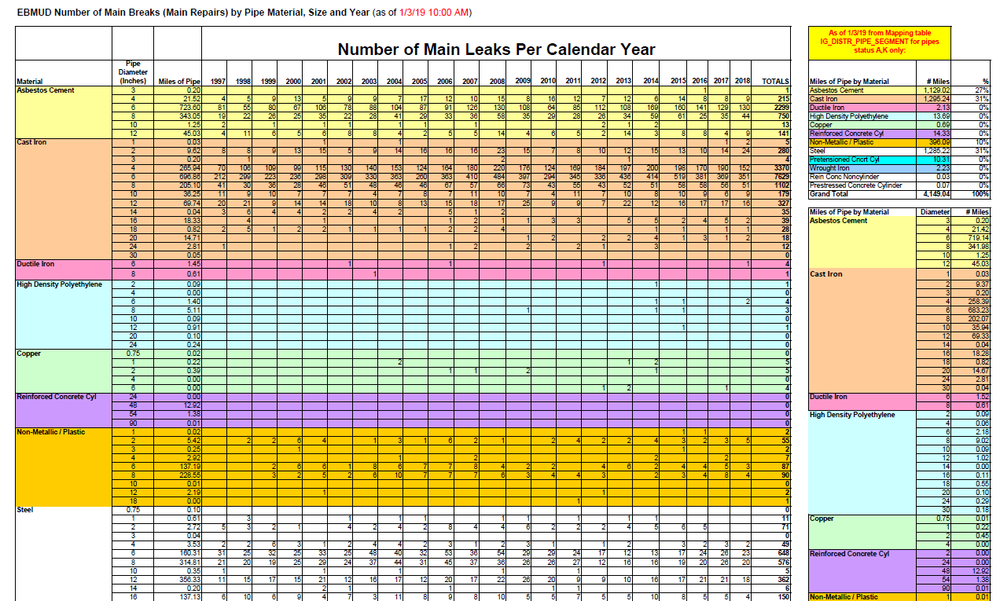 EBMUD Number of Main Breaks (Main Repairs) by Pipe Material, Size and Year (as of 1/3/19 10:00 AM)
Number of Main Leaks Per Calendar Year
Material Pipe Diameter (Inches) Miles of Pipe 1997 1998 1999 2000 2001 2002 2003 2004 2005 2006 2007 2008 2009 2010 2011 2012 2013 2014 2015 2016 2017 2018 TOTALS
Asbestos Cement 3 0.20 1 1
4 21.52 4 5 9 13 5 9 9 7 17 12 10 15 8 16 12 7 12 6 14 8 8 9 215
6 723.60 81 55 80 67 106 78 88 104 87 91 126 130 108 64 85 112 108 169 160 141 129 130 2299
8 343.05 19 22 26 25 35 22 28 41 29 33 36 58 35 29 28 26 34 59 61 25 35 44 750
10 1.25 2 1 1 1 1 1 1 2 1 2 13
12 45.03 4 11 6 5 6 8 8 4 2 5 5 14 4 6 5 2 14 3 8 8 4 9 141
Cast Iron 1 0.03 1 1 1 2 5
2 9.62 8 8 9 13 15 5 9 14 16 16 16 23 15 7 8 10 12 15 13 10 14 24 280
3 0.20 1 2 1 4
4 265.94 70 106 109 99 115 130 140 153 124 164 180 220 176 124 169 184 197 200 198 170 190 152 3370
6 696.86 212 299 223 236 298 309 330 363 260 363 410 484 397 294 345 336 436 414 519 381 369 351 7629
8 205.10 41 30 36 28 46 51 48 46 46 67 57 66 73 43 55 43 52 51 58 58 56 51 1102
10 36.25 11 9 10 7 7 7 4 7 8 7 11 10 7 4 11 7 10 8 10 9 6 9 179
12 69.74 20 21 9 14 14 18 10 8 13 15 18 17 25 9 9 7 22 12 16 17 17 16 327
14 0.04 3 6 4 4 2 2 4 2 5 1 2 35
16 18.33 4 1 1 2 1 1 3 3 5 5 2 4 5 2 39
18 0.82 2 5 1 2 2 1 1 1 1 2 2 4 1 1 1 1 28
20 14.71 1 2 2 2 4 1 3 1 2 18
24 2.81 1 1 2 2 2 1 3 12
30 0.05 0
Ductile Iron 6 1.45 1 1 1 1 4
8 0.61 1 1
High Density Polyethylene 2 0.09 1 1
4 0.00 0
6 1.40 1 1 2 4
8 5.11 1 1 1 3
10 0.09 0
12 0.91 1 1
20 0.10 0
24 0.24 0
Copper 0.75 0.02 0
1 0.22 2 1 2 5
2 0.39 1 1 2 1 5
4 0.00 0
6 0.00 1 2 1 4
Reinforced Concrete Cyl 24 0.00 0
48 12.92 0
54 1.38 0
90 0.01 0
Non-Metallic / Plastic 1 0.02 1 1 2
2 5.42 2 2 6 4 1 3 1 6 2 1 2 4 2 2 4 3 2 3 5 55
3 0.25 1 1 2
4 2.92 1 2 2 2 7
6 137.19 2 6 6 1 8 6 7 7 8 4 2 2 4 6 2 4 4 5 3 87
8 228.55 3 2 5 2 6 10 7 7 7 6 3 4 4 3 2 3 4 8 4 90
10 0.01 0
12 2.19 1 1 2
18 0.00 1 1
Steel 0.75 0.10 0
1 0.61 3 1 1 1 1 1 1 1 1 11
2 2.72 5 3 2 1 4 2 4 2 8 4 4 6 2 2 2 4 5 6 5 71
3 0.04 0
4 3.53 2 2 6 3 1 2 4 4 2 3 1 2 3 1 1 2 3 2 3 2 49
6 160.31 31 25 32 25 33 25 48 40 32 53 36 54 29 29 24 17 12 13 17 24 26 23 648
8 314.81 21 20 19 25 29 24 37 44 31 45 37 36 26 26 27 12 16 16 19 20 26 20 576
10 0.35 1 1 1 1 1 5
12 356.33 11 15 17 15 21 12 16 17 12 20 17 22 26 20 9 9 10 16 17 21 21 18 362
14 0.20 2 1 1 1 1 6
16 137.13 6 10 6 9 4 7 3 11 8 9 8 10 5 5 7 5 5 10 8 5 5 4 150
As of 1/3/19 from Mapping table
IG_DISTR_PIPE_SEGMENT for pipes
status A,K only:
Miles of Pipe by Material # Miles %
Asbestos Cement 1,129.02 27%
Cast Iron 1,295.24 31%
Ductile Iron 2.13 0%
High Density Polyethylene 13.69 0%
Copper 0.69 0%
Reinforced Concrete Cyl 14.33 0%
Non-Metallic / Plastic 396.09 10%
Steel 1,285.22 31%
Pretensioned Cncrt Cyl 10.31 0%
Wrought Iron 2.23 0%
Rein Conc Noncylinder 0.03 0%
Prestressed Concrete Cylinder 0.07 0%
Grand Total 4,149.04 100%
Miles of Pipe by Material Diameter # Miles
Asbestos Cement 3 0.20
4 21.42
6 719.14
8 341.98
10 1.25
12 45.03
Cast Iron 1 0.03
2 9.37
3 0.20
4 258.39
6 683.23
8 202.07
10 35.94
12 69.33
14 0.04
16 18.28
18 0.82
20 14.67
24 2.81
30 0.04
Ductile Iron 6 1.52
8 0.61
High Density Polyethylene 2 0.09
4 0.06
6 2.18
8 9.02
10 0.09
12 1.02
14 0.00
16 0.11
18 0.55
20 0.10
24 0.29
30 0.18
Copper 0.75 0.01
1 0.22
2 0.45
4 0.00
Reinforced Concrete Cyl 2 0.00
24 0.00
48 12.92
54 1.38
90 0.01
Non-Metallic / Plastic 1 0.01